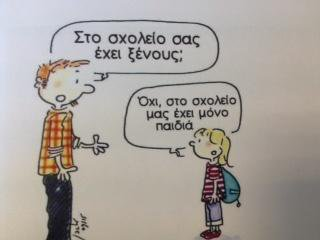 Στο σχολείο σας
έχει ξένους;
Όχι, στο σχολείο
μας έχει μόνο
παιδιά